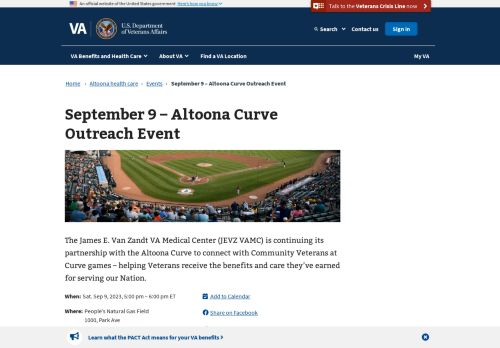 An official website of the United States government Here's how you know
Talk to the Veterans Crisis Line now
VA
U.S. Department
of Veterans Affairs
Search
Contact us
Sign in
VA Benefits and Health Care
About VA
Find a VA Location
My VA
Home › Altoona health care › Events › September 9 – Altoona Curve Outreach Event
September 9 – Altoona Curve
Outreach Event
The James E. Van Zandt VA Medical Center (JEVZ VAMC) is continuing its
partnership with the Altoona Curve to connect with Community Veterans at
Curve games – helping Veterans receive the benefits and care they've earned
for serving our Nation.
When: Sat. Sep 9, 2023, 5:00 pm – 6:00 pm ET
Add to Calendar
Where: People's Natural Gas Field
Share on Facebook
1000, Park Ave
Learn what the PACT Act means for your VA benefits